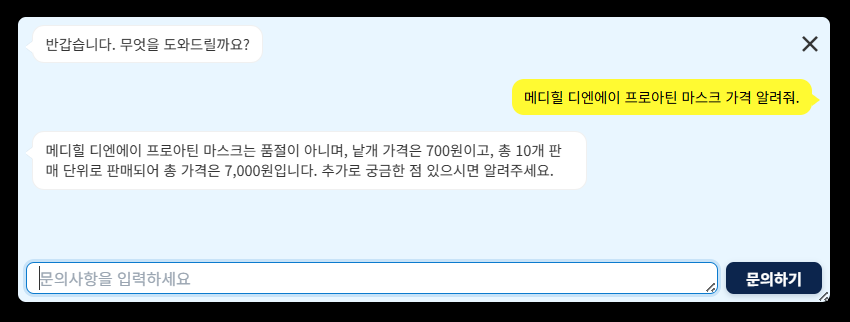 반갑습니다. 무엇을 도와드릴까요?
메디힐 디엔에이 프로아틴 마스크 가격 알려줘.
메디힐 디엔에이 프로아틴 마스크는 품절이 아니며, 낱개 가격은 700원이고, 총 10개 판
매 단위로 판매되어 총 가격은 7,000원입니다. 추가로 궁금한 점 있으시면 알려주세요.
문의사항을 입력하세요
문의하기